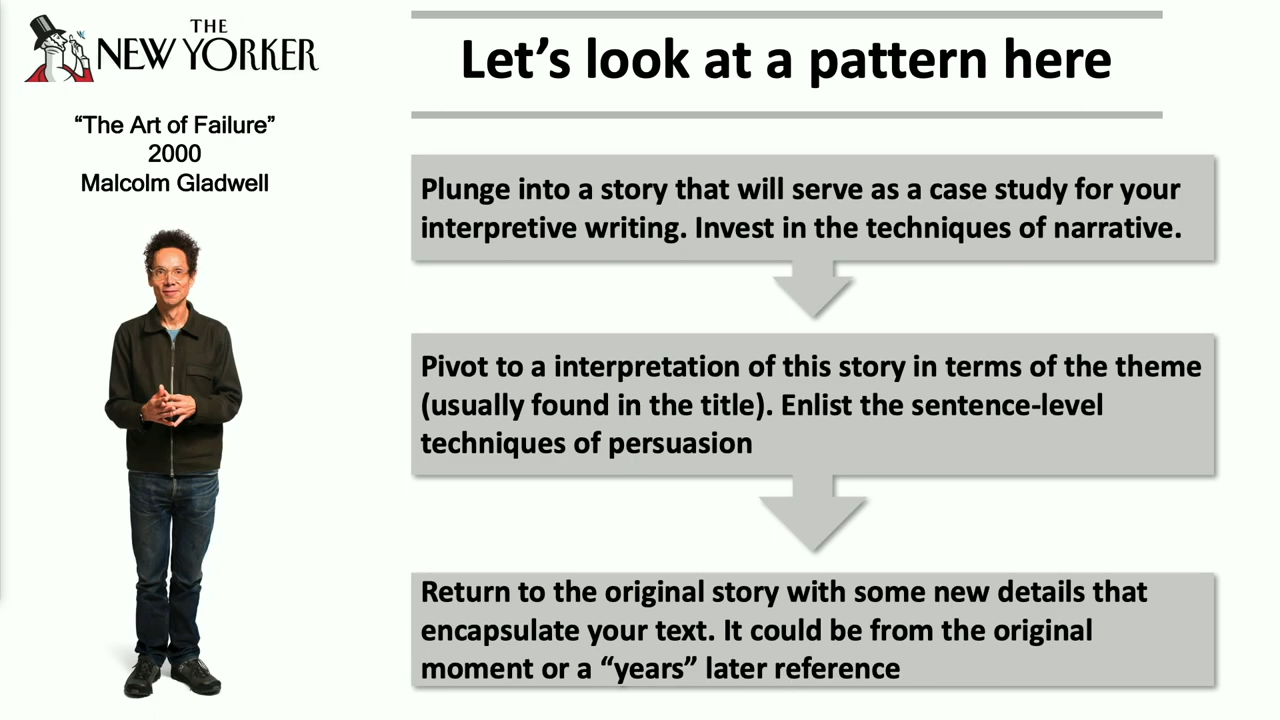 THE
NEW YORKER
“The Art of Failure”
2000
Malcolm Gladwell
Let’s look at a pattern here
Plunge into a story that will serve as a case study for your
interpretive writing. Invest in the techniques of narrative.
Pivot to a interpretation of this story in terms of the theme
(usually found in the title). Enlist the sentence-level
techniques of persuasion
Return to the original story with some new details that
encapsulate your text. It could be from the original
moment or a “years” later reference